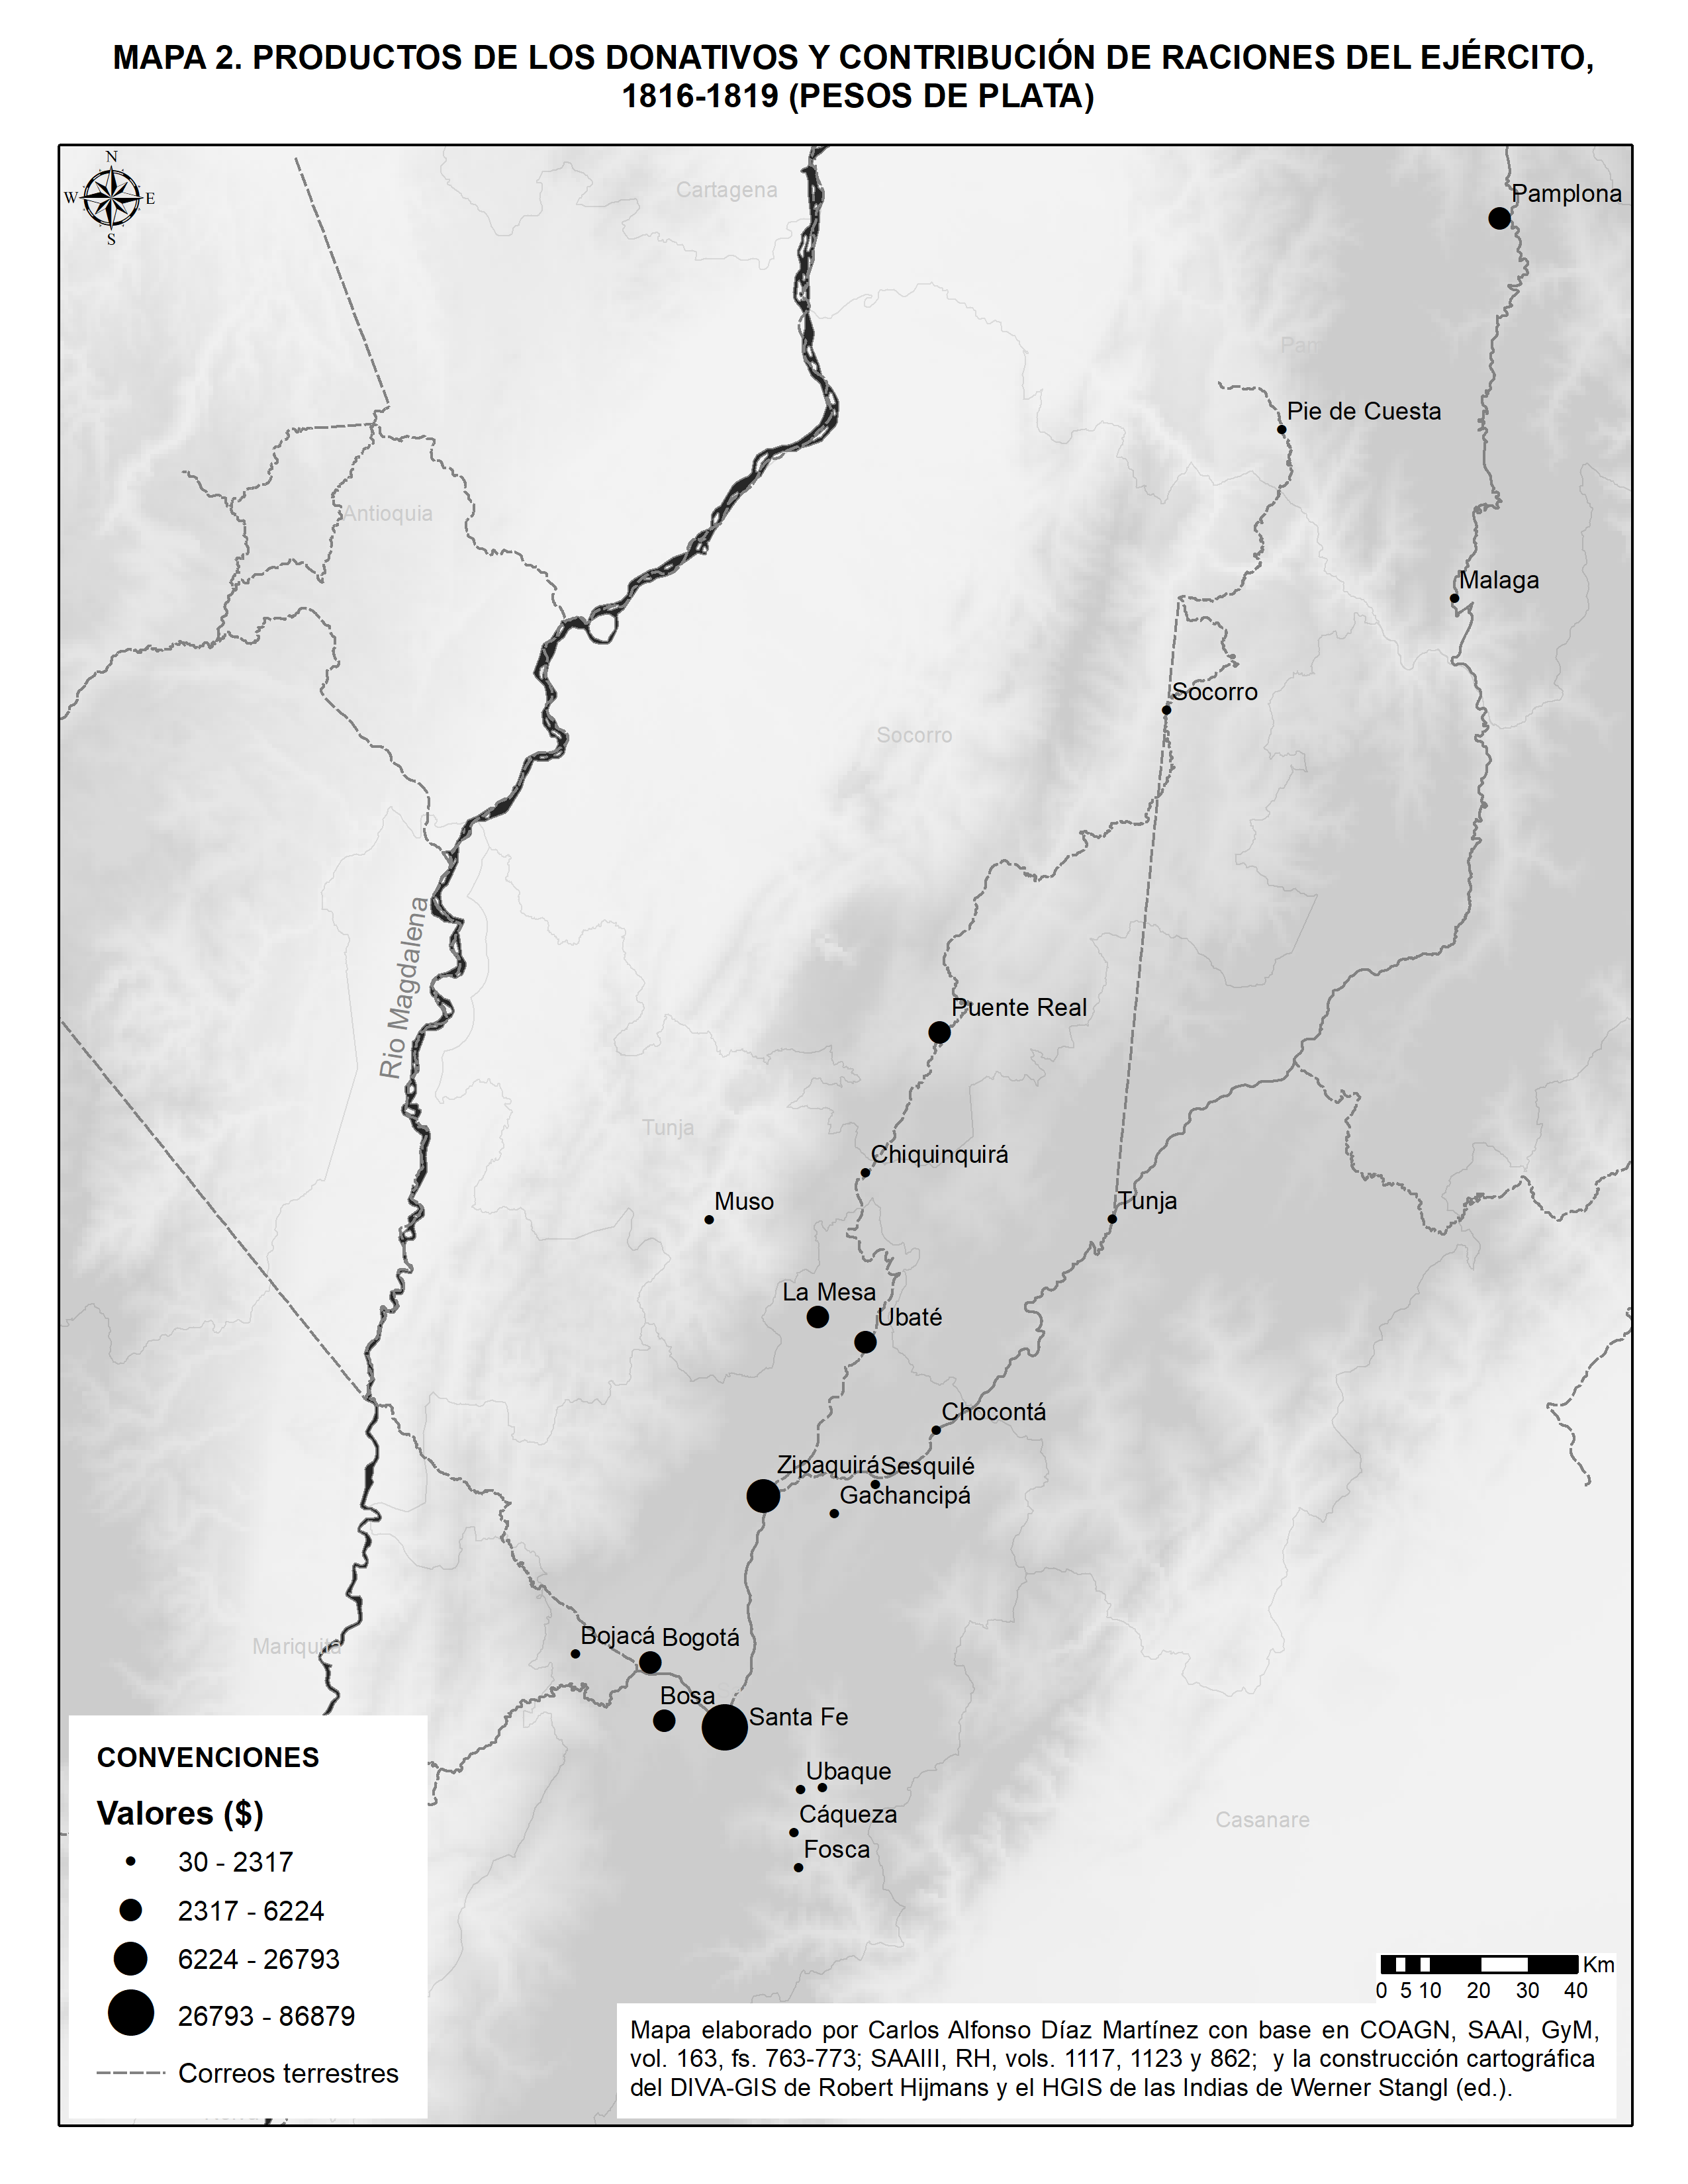 MAPA 2. PRODUCTOS DE LOS DONATIVOS Y CONTRIBUCIÓN DE RACIONES DEL EJÉRCITO,
1816-1819 (PESOS DE PLATA)
N
W E
S
Cartagena
Pamplona
Pam
Pie de Cuesta
Antioquia
Malaga
Socorro
Socorro
Rio Magdalena
Puente Real
Tunja
Chiquinquirá
Muso
Tunja
La Mesa
Ubaté
Chocontá
Zipaquirá Sesquilé
Gachancipá
Mariquita
Bojacá Bogotá
Bosa
Santa Fe
Ubaque
Cáqueza
Fosca
Casanare
CONVENCIONES
Valores ($)
30 - 2317
2317 - 6224
6224 - 26793
26793 - 86879
Correos terrestres
Km
0 5 10 20 30 40
Mapa elaborado por Carlos Alfonso Díaz Martínez con base en COAGN, SAAI, GyM,
vol. 163, fs. 763-773; SAAIII, RH, vols. 1117, 1123 y 862; y la construcción cartográfica
del DIVA-GIS de Robert Hijmans y el HGIS de las Indias de Werner Stangl (ed.).